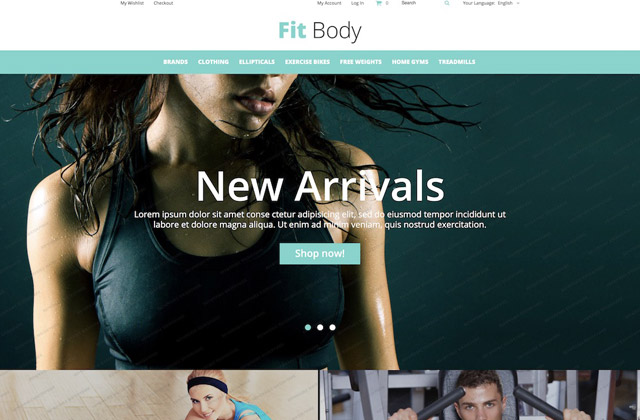 My Wishlist Checkout My Account Log In 0 Search Your Language: English
Fit Body
BRANDS CLOTHING ELLIPTICALS EXERCISE BIKES FREE WEIGHTS HOME GYMS TREADMILLS
New Arrivals
Lorem ipsum dolor sit amet conse ctetur adipisicing elit, sed do eiusmod tempor incididunt ut
labore et dolore magna aliqua. Ut enim ad minim veniam, quis nostrud exercitation.
Shop now!